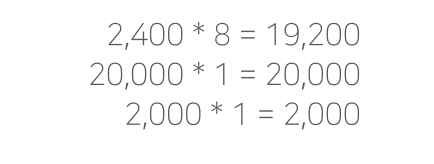 2,400 * 8 = 19,200
20,000 * 1 = 20,000
2,000 * 1 = 2,000